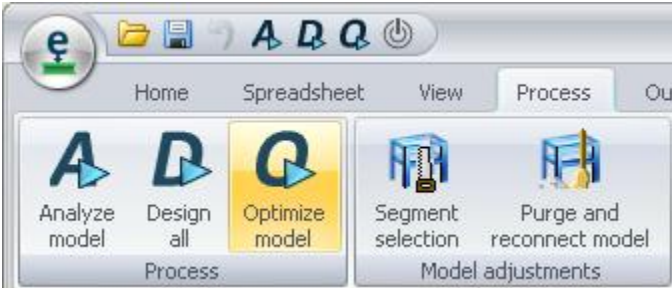 e
A D O
Home Spreadsheet View Process Ou
A D O
Analyze model
Design all
Optimize model
Segment selection
Purge and reconnect model
Process
Model adjustments